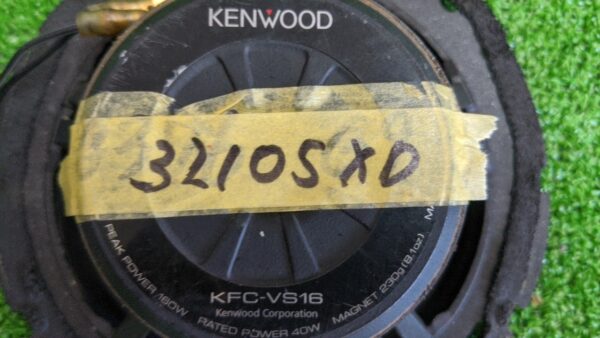 KENWOOD
3210SXD
KFC-VS16
Kenwood Corporation
PEAK POWER 160W
RATED POWER 40W
MAGNET 230g (8.1oz)